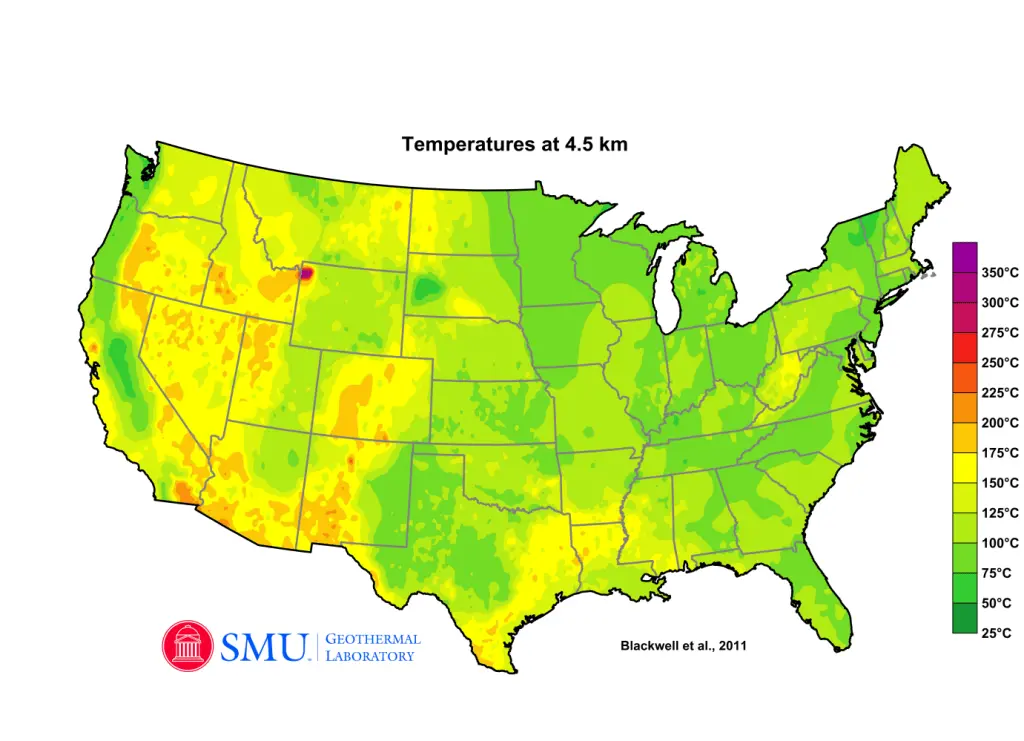 Temperatures at 4.5 km
350°C
300°C
275°C
250°C
225°C
200°C
175°C
150°C
125°C
100°C
75°C
50°C
25°C
SMU.
GEOTHERMAL
LABORATORY
Blackwell et al., 2011